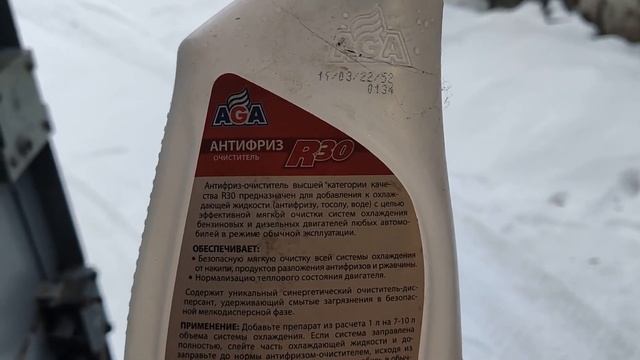 AGA
14/03/22/52
0134
AGA
АНТИФРИЗ
ОЧИСТИТЕЛЬ
R30
Антифриз-очиститель высшей категории каче-
ства R30 предназначен для добавления к охлаж-
дающей жидкости (антифризу, тосолу, воде) с целью
эффективной мягкой очистки систем охлаждения
бензиновых и дизельных двигателей любых автомо-
билей в режиме обычной эксплуатации.
ОБЕСПЕЧИВАЕТ:
• Безопасную мягкую очистку всей системы охлаждения
от накипи, продуктов разложения антифризов и ржавчины.
• Нормализацию теплового состояния двигателя.
Содержит уникальный синергетический очиститель-дис-
персант, удерживающий смытые загрязнения в безопас-
ной мелкодисперсной фазе.
ПРИМЕНЕНИЕ: Добавьте препарат из расчета 1 л на 7-10 л
объема системы охлаждения. Если система заправлена
полностью, слейте часть охлаждающей жидкости и до-
заправьте до нормы антифризом-очистителем, исходя из